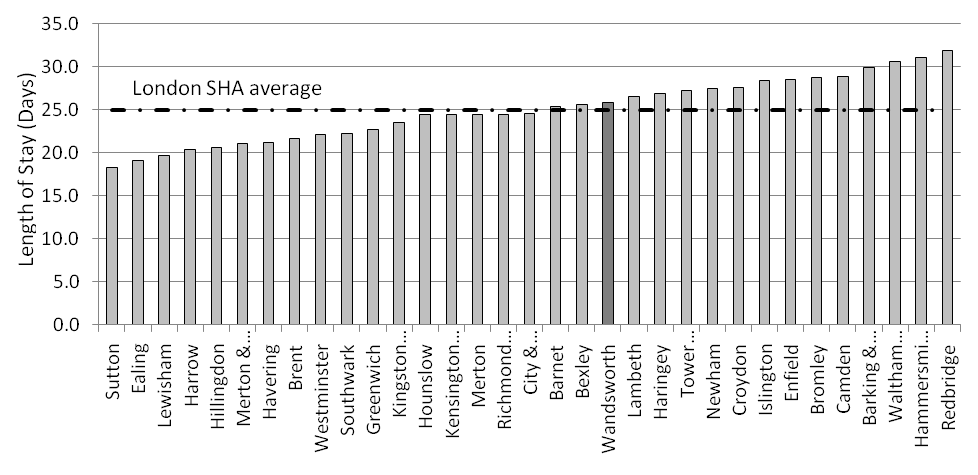 35.0
30.0
25.0
20.0
15.0
10.0
5.0
0.0
Length of Stay (Days)
London SHA average
Sutton
Ealing
Lewisham
Harrow
Hillingdon
Merton &...
Havering
Brent
Westminster
Southwark
Greenwich
Kingston...
Hounslow
Kensington...
Merton
Richmond...
City &...
Barnet
Bexley
Wandsworth
Lambeth
Haringey
Tower...
Newham
Croydon
Islington
Enfield
Bromley
Camden
Barking &...
Waltham...
Hammersmi...
Redbridge